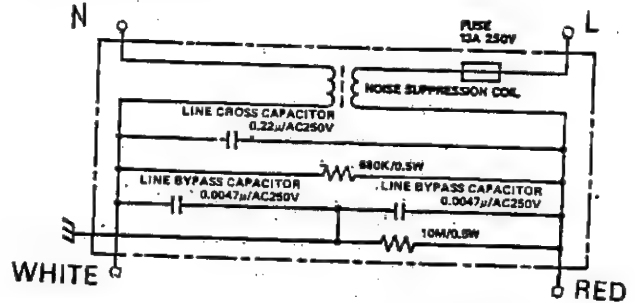 N
L
FUSE
13A 250V
NOISE SUPPRESSION COIL
LINE CROSS CAPACITOR
0.22μ/AC250V
680K/0.5W
LINE BYPASS CAPACITOR
0.0047μ/AC250V
LINE BYPASS CAPACITOR
0.0047μ/AC250V
10M/0.5W
WHITE
RED